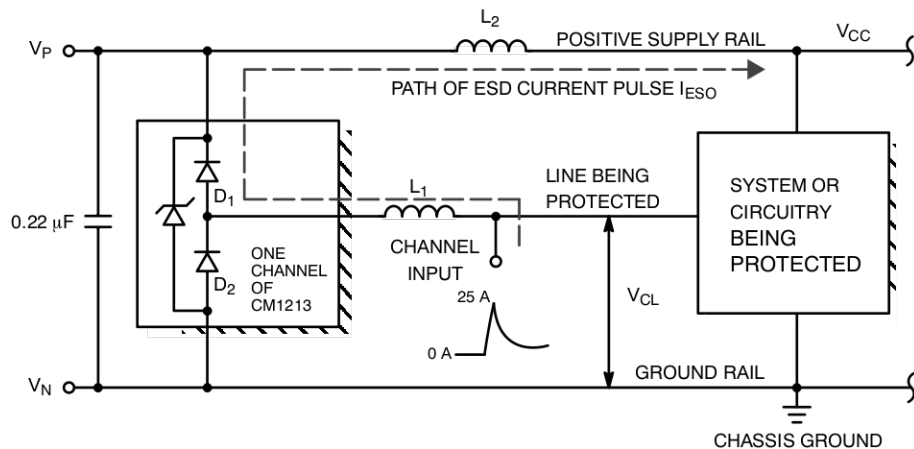 L2
VP
POSITIVE SUPPLY RAIL
VCC
PATH OF ESD CURRENT PULSE IESO
D1
L1
LINE BEING
PROTECTED
SYSTEM OR
CIRCUITRY
BEING
PROTECTED
0.22 μF
D2
ONE
CHANNEL
OF
CM1213
CHANNEL
INPUT
25 A
0 A
VCL
VN
GROUND RAIL
CHASSIS GROUND